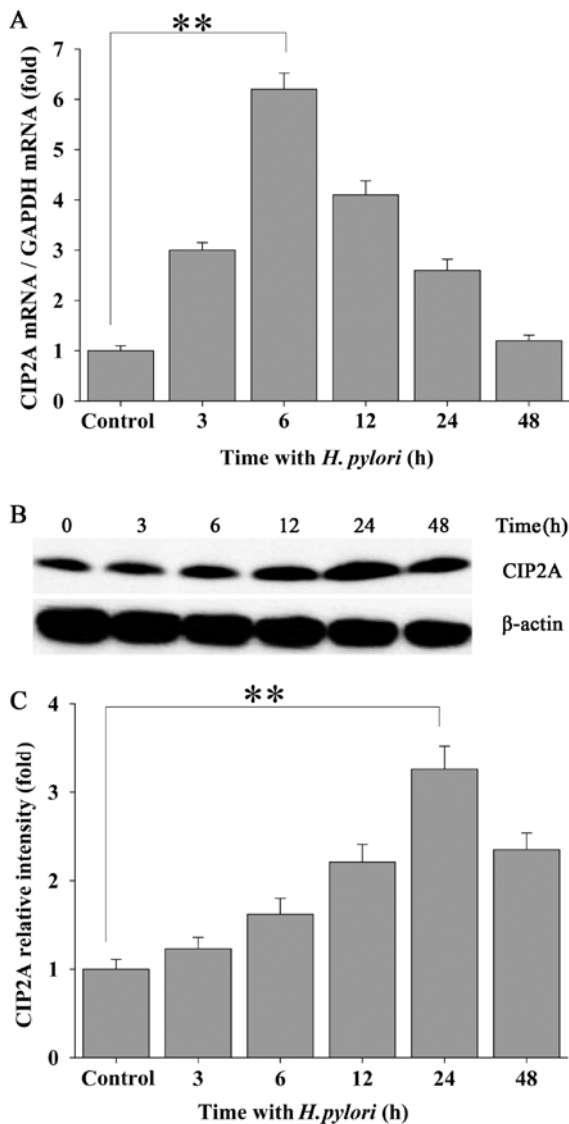 A
**
CIP2A mRNA / GAPDH mRNA (fold)
7
6
5
4
3
2
1
0
Control 3 6 12 24 48
Time with H. pylori (h)
B
0 3 6 12 24 48 Time(h)
CIP2A
β-actin
C
**
CIP2A relative intensity (fold)
4
3
2
1
0
Control 3 6 12 24 48
Time with H.pylori (h)